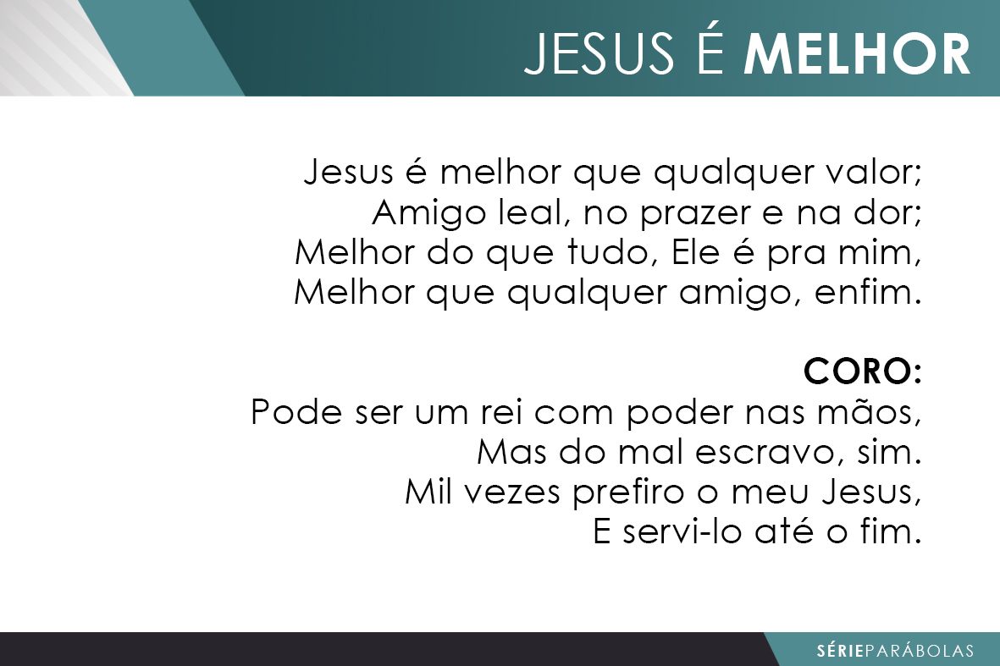 JESUS É MELHOR
Jesus é melhor que qualquer valor;
Amigo leal, no prazer e na dor;
Melhor do que tudo, Ele é pra mim,
Melhor que qualquer amigo, enfim.
CORO:
Pode ser um rei com poder nas mãos,
Mas do mal escravo, sim.
Mil vezes prefiro o meu Jesus,
E servi-lo até o fim.
SÉRIEPARÁBOLAS